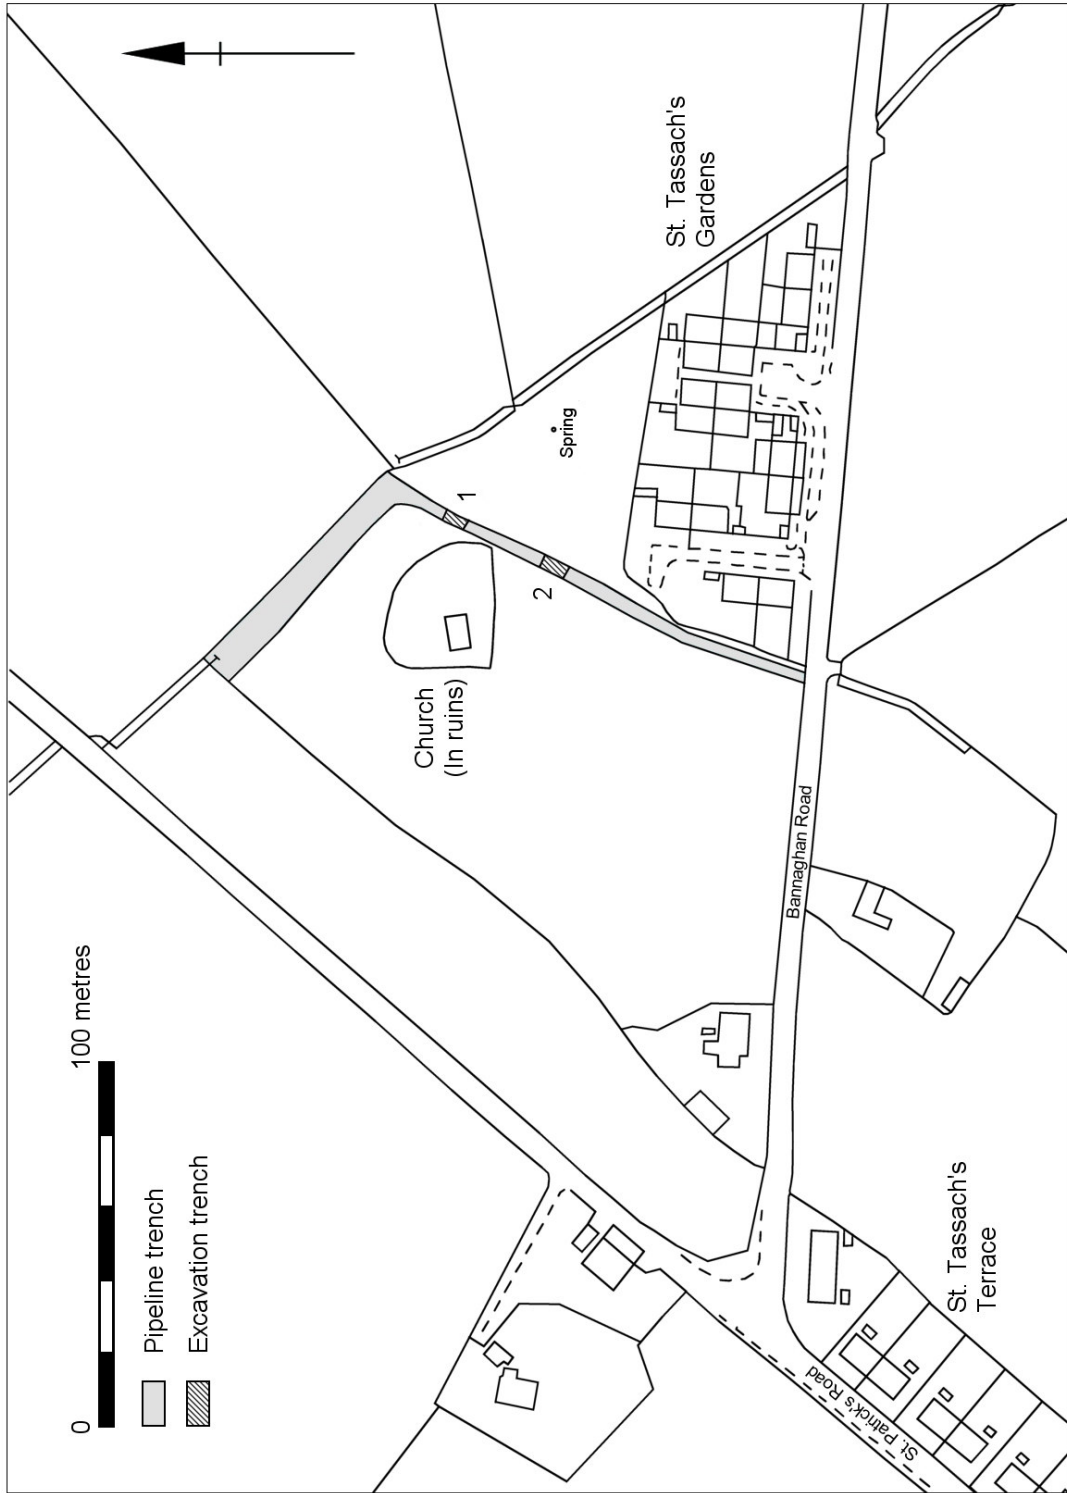 0
100 metres
Pipeline trench
Excavation trench
Church
(In ruins)
1
2
Spring
St. Tassach's
Gardens
Bannaghan Road
St. Patrick's Road
St. Tassach's
Terrace